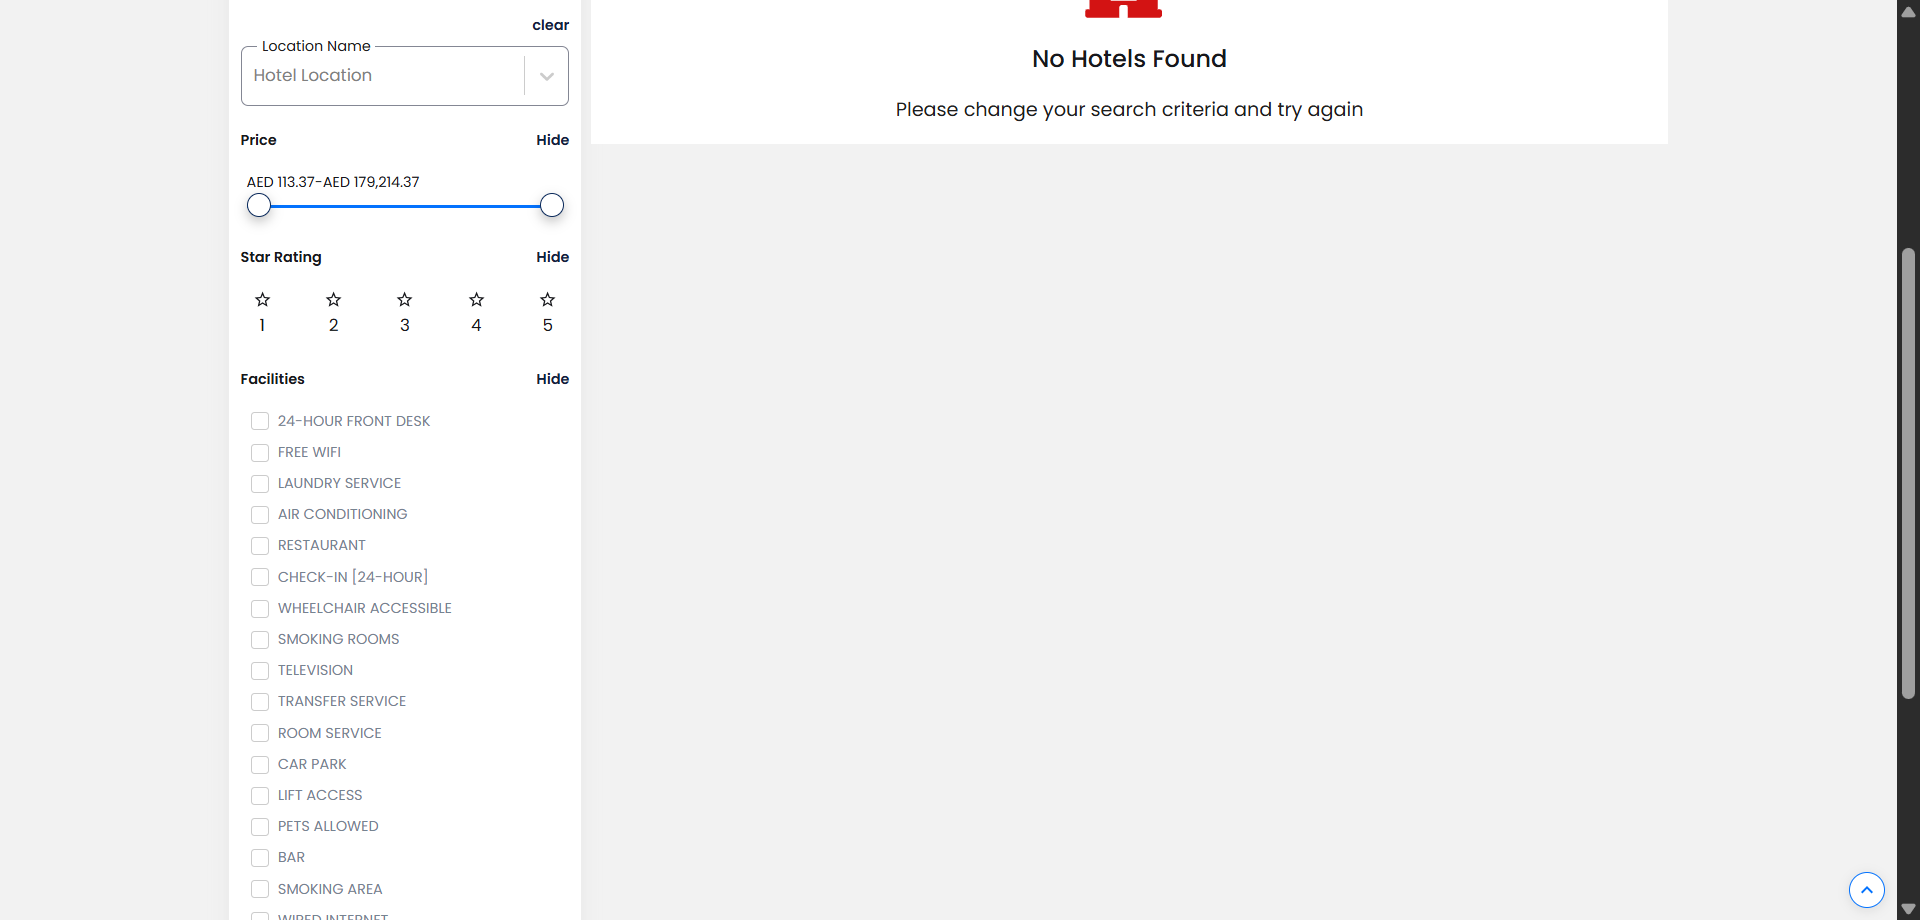 clear
Location Name
Hotel Location
Price
Hide
AED 113.37-AED 179,214.37
Star Rating
Hide
1 2 3 4 5
Facilities
Hide
24-HOUR FRONT DESK
FREE WIFI
LAUNDRY SERVICE
AIR CONDITIONING
RESTAURANT
CHECK-IN [24-HOUR]
WHEELCHAIR ACCESSIBLE
SMOKING ROOMS
TELEVISION
TRANSFER SERVICE
ROOM SERVICE
CAR PARK
LIFT ACCESS
PETS ALLOWED
BAR
SMOKING AREA
WIRED INTERNET
No Hotels Found
Please change your search criteria and try again